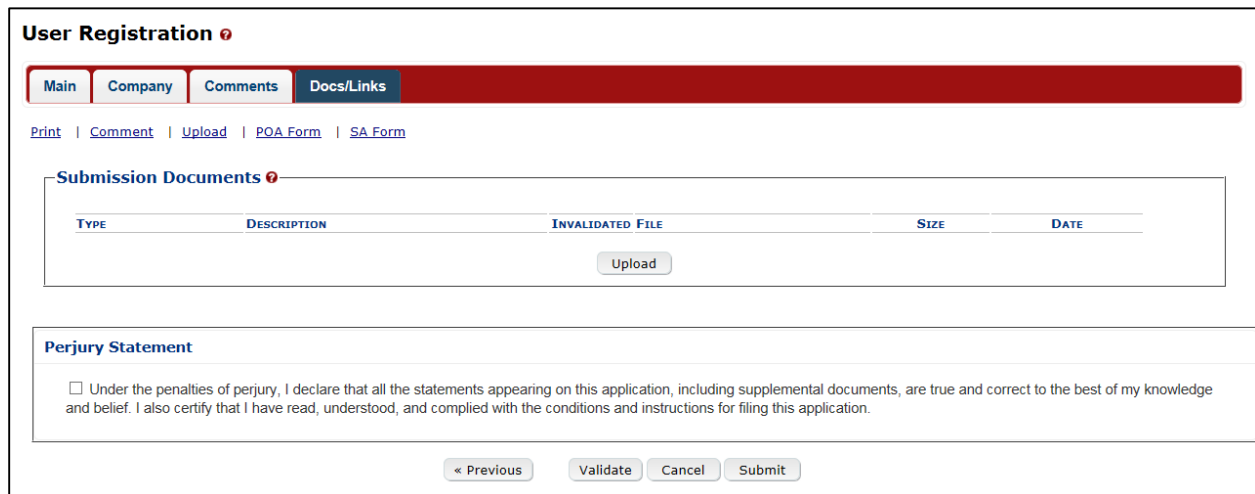 User Registration ?
Main Company Comments Docs/Links
Print | Comment | Upload | POA Form | SA Form
Submission Documents ?
TYPE DESCRIPTION INVALIDATED FILE SIZE DATE
Upload
Perjury Statement
Under the penalties of perjury, I declare that all the statements appearing on this application, including supplemental documents, are true and correct to the best of my knowledge
and belief. I also certify that I have read, understood, and complied with the conditions and instructions for filing this application.
« Previous Validate Cancel Submit